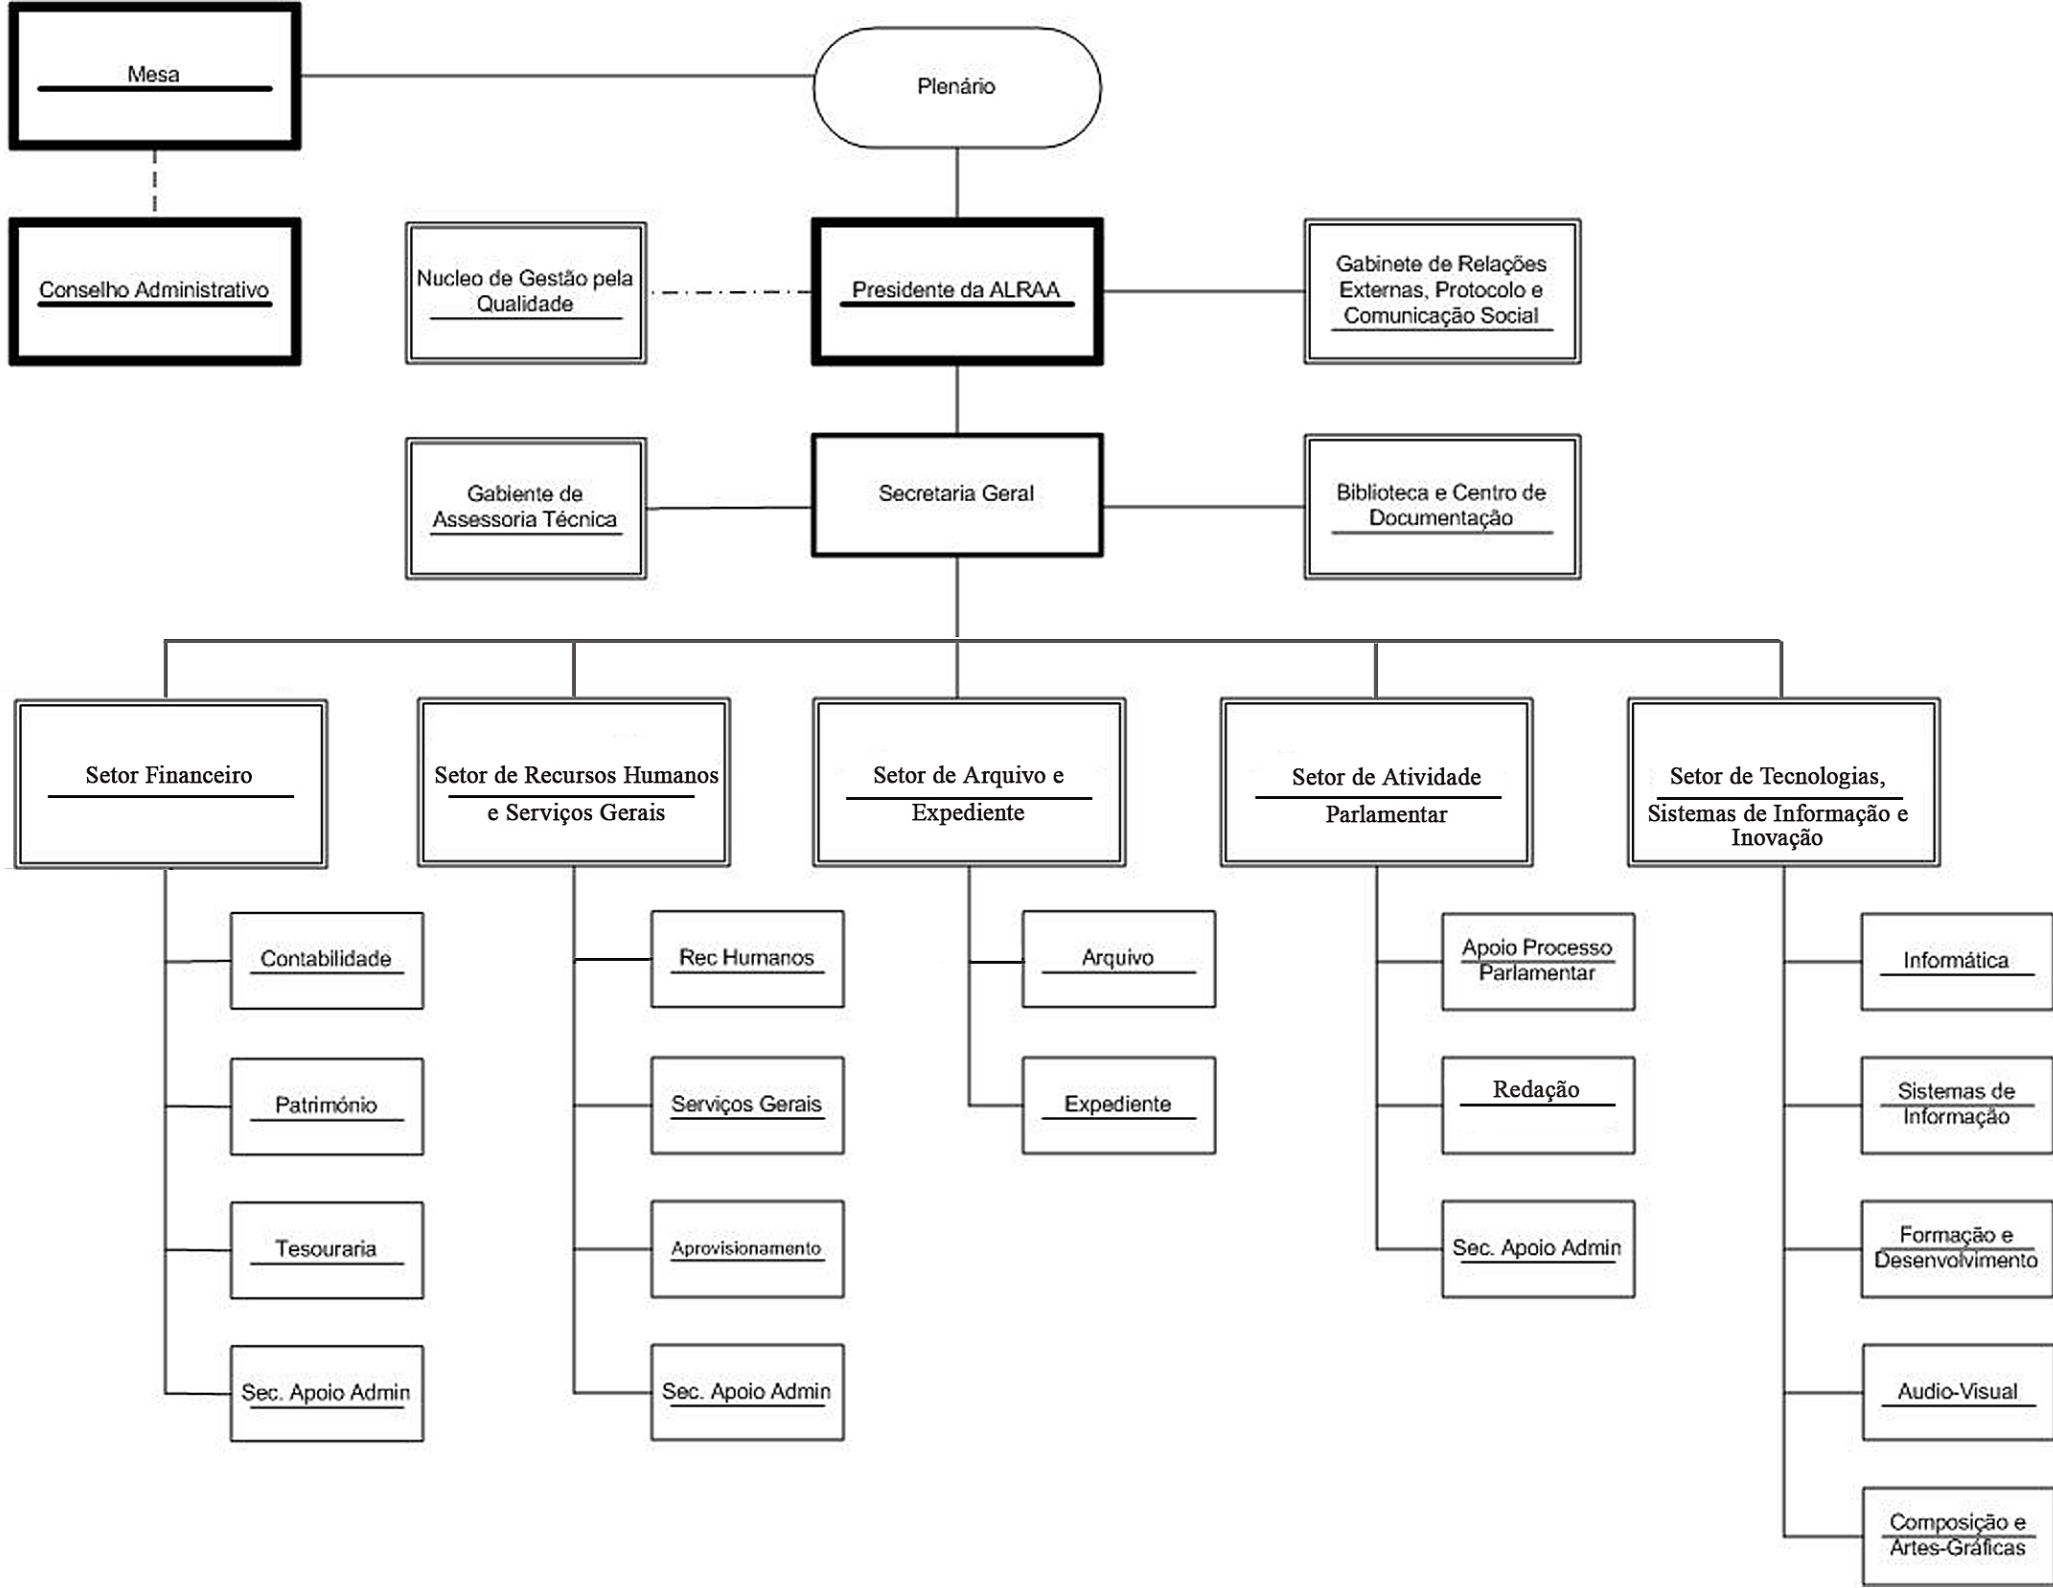 Mesa
Plenário
Conselho Administrativo
Nucleo de Gestão pela
Qualidade
Presidente da ALRAA
Gabinete de Relações
Externas, Protocolo e
Comunicação Social
Gabiente de
Assessoria Técnica
Secretaria Geral
Biblioteca e Centro de
Documentação
Setor Financeiro
Setor de Recursos Humanos
e Serviços Gerais
Setor de Arquivo e
Expediente
Setor de Atividade
Parlamentar
Setor de Tecnologias,
Sistemas de Informação e
Inovação
Contabilidade
Património
Tesouraria
Sec. Apoio Admin
Rec Humanos
Serviços Gerais
Aprovisionamento
Sec. Apoio Admin
Arquivo
Expediente
Apoio Processo
Parlamentar
Redação
Sec. Apoio Admin
Informática
Sistemas de
Informação
Formação e
Desenvolvimento
Audio-Visual
Composição e
Artes-Gráficas